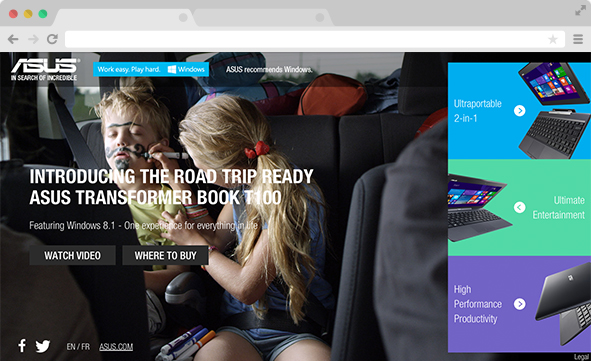 ASUS
IN SEARCH OF INCREDIBLE
Work easy. Play hard. Windows
ASUS recommends Windows.
INTRODUCING THE ROAD TRIP READY
ASUS TRANSFORMER BOOK T100
Featuring Windows 8.1 - One experience for everything in life
WATCH VIDEO
WHERE TO BUY
EN / FR
ASUS.COM
Ultraportable
2-in-1
Ultimate
Entertainment
High
Performance
Productivity
Legal